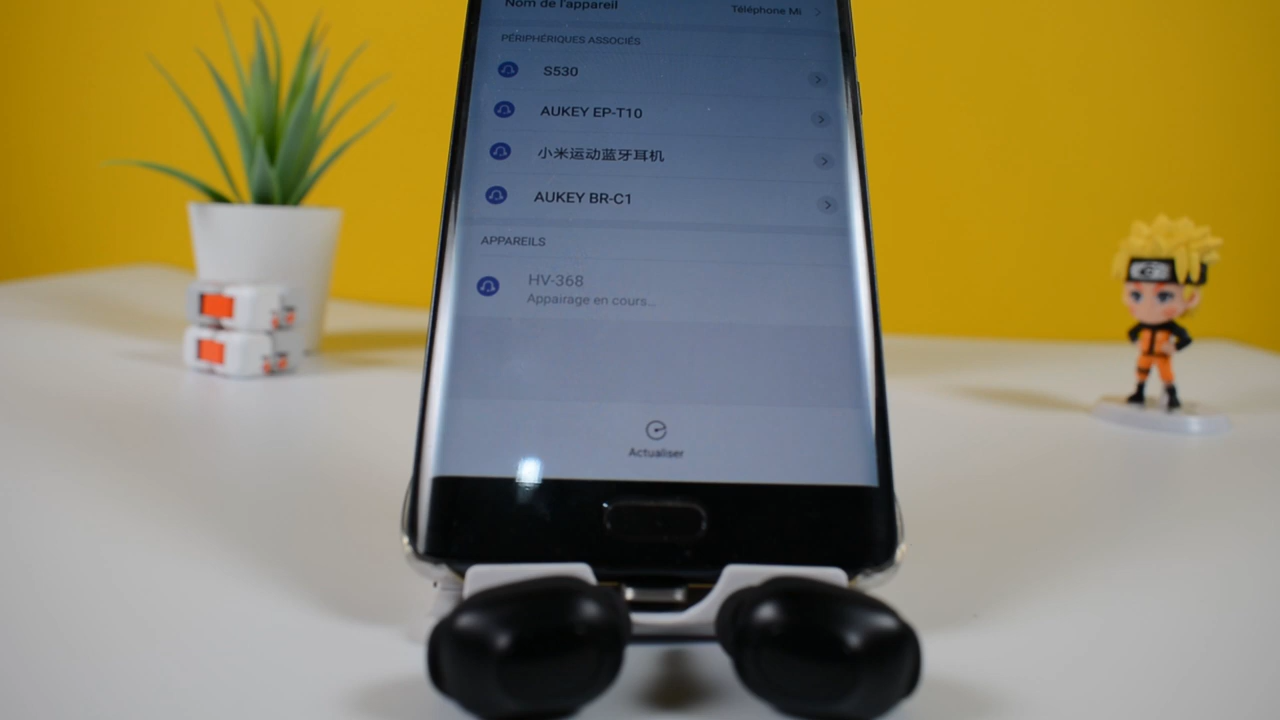 Nom de l'appareil
Téléphone Mi
PÉRIPHÉRIQUES ASSOCIÉS
S530
AUKEY EP-T10
小米运动蓝牙耳机
AUKEY BR-C1
APPAREILS
HV-368
Appairage en cours...
Actualiser